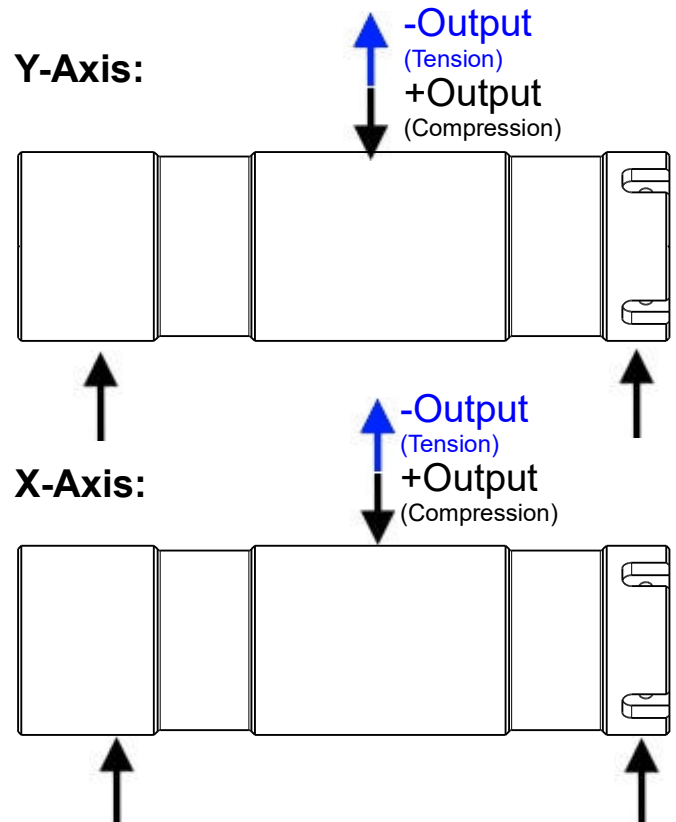 -Output
(Tension)
Y-Axis:
+Output
(Compression)
-Output
(Tension)
X-Axis:
+Output
(Compression)